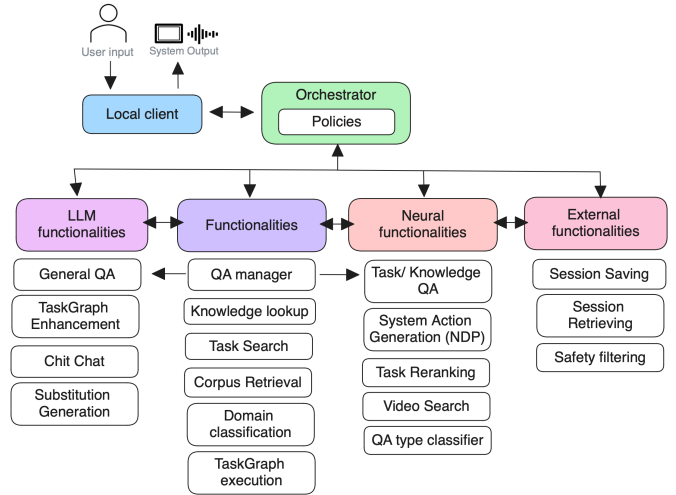 User input
System Output
Local client
Orchestrator
Policies
LLM
functionalities
Functionalities
Neural
functionalities
External
functionalities
General QA
TaskGraph
Enhancement
Chit Chat
Substitution
Generation
QA manager
Knowledge lookup
Task Search
Corpus Retrieval
Domain
classification
TaskGraph
execution
Task/ Knowledge
QA
System Action
Generation (NDP)
Task Reranking
Video Search
QA type classifier
Session Saving
Session
Retrieving
Safety filtering